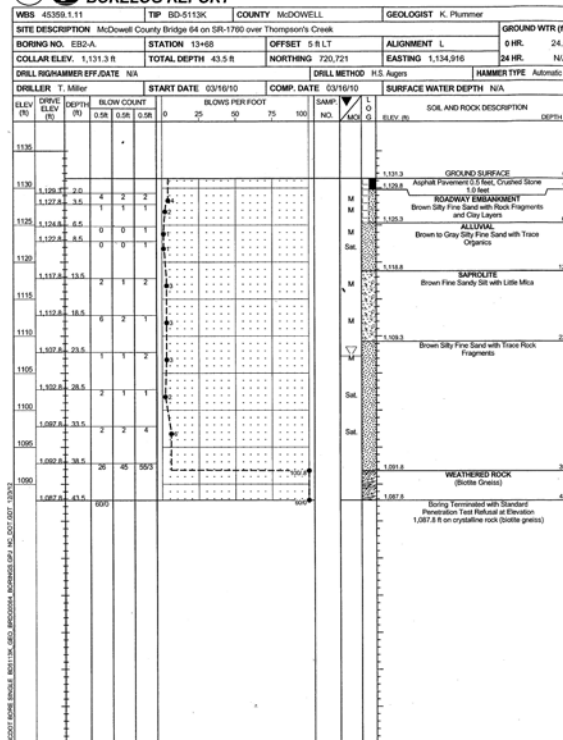 BORELOG REPORT
WBS 45359.1.11 TIP BD-5113K COUNTY McDOWELL GEOLOGIST K. Plummer
SITE DESCRIPTION McDowell County Bridge 64 on SR-1760 over Thompson's Creek GROUND WTR (f
BORING NO. EB2-A STATION 13+68 OFFSET 5 ft LT ALIGNMENT L 0 HR. 24.
COLLAR ELEV. 1,131.3 ft TOTAL DEPTH 43.5 ft NORTHING 720,721 EASTING 1,134,916 24 HR. N/
DRILL RIG/HAMMER EFF./DATE N/A DRILL METHOD H.S. Augers HAMMER TYPE Automatic
DRILLER T. Miller START DATE 03/16/10 COMP. DATE 03/16/10 SURFACE WATER DEPTH N/A
ELEV (ft) DRIVE ELEV (ft) DEPTH (ft) BLOW COUNT BLOWS PER FOOT SAMP. NO. MOI LOG SOIL AND ROCK DESCRIPTION
0.5ft 0.5ft 0.5ft 0 25 50 75 100 ELEV. (ft) DEPTH
1135
1,131.3 GROUND SURFACE
1130 1,129.8 Asphalt Pavement 0.5 feet, Crushed Stone
1.0 feet
1,129.3 2.0 4 2 2 4 M ROADWAY EMBANKMENT
1,127.8 3.5 1 1 1 2 M Brown Silty Fine Sand with Rock Fragments
and Clay Layers
1125 1,125.3 ALLUVIAL
1,124.8 6.5 0 0 1 1 M Brown to Gray Silty Fine Sand with Trace
Organics
1,122.8 8.5 0 0 1 1 Sat.
1120
1,118.8 SAPROLITE
1,117.8 13.5 2 1 2 3 M Brown Fine Sandy Silt with Little Mica
1115
1,112.8 18.5 6 2 1 3 M
1110
1,109.3 Brown Silty Fine Sand with Trace Rock
Fragments
1,107.8 23.5 1 1 2 3 M
1105
1,102.8 28.5 2 1 1 2 Sat.
1100
1,097.8 33.5 2 2 4 6 Sat.
1095
1,092.8 38.5 26 45 55/3 100/.8
1,091.8 WEATHERED ROCK
1090 (Biotite Gneiss)
1,087.8 43.5 60/0 60/0 1,087.8 Boring Terminated with Standard
Penetration Test Refusal at Elevation
1,087.8 ft on crystalline rock (biotite gneiss)